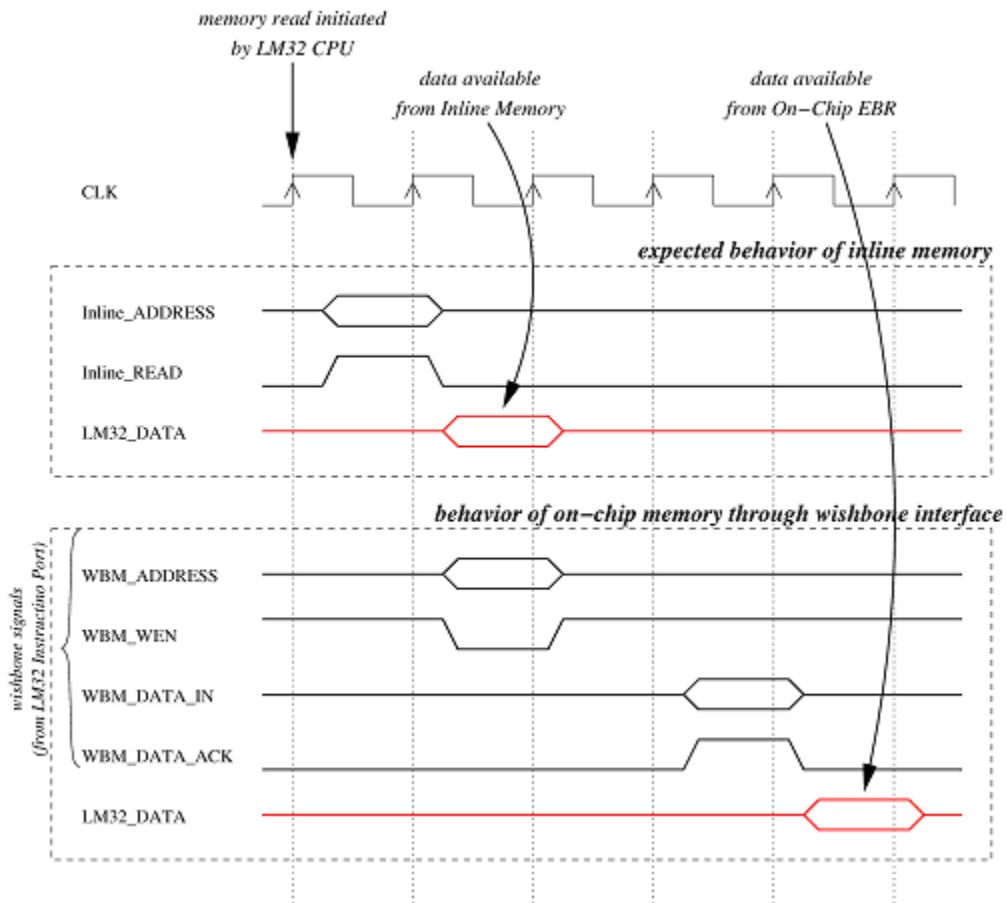 memory read initiated
by LM32 CPU
data available
from Inline Memory
data available
from On-Chip EBR
CLK
expected behavior of inline memory
Inline_ADDRESS
Inline_READ
LM32_DATA
behavior of on-chip memory through wishbone interface
wishbone signals
(from LM32 Instructino Port)
WBM_ADDRESS
WBM_WEN
WBM_DATA_IN
WBM_DATA_ACK
LM32_DATA